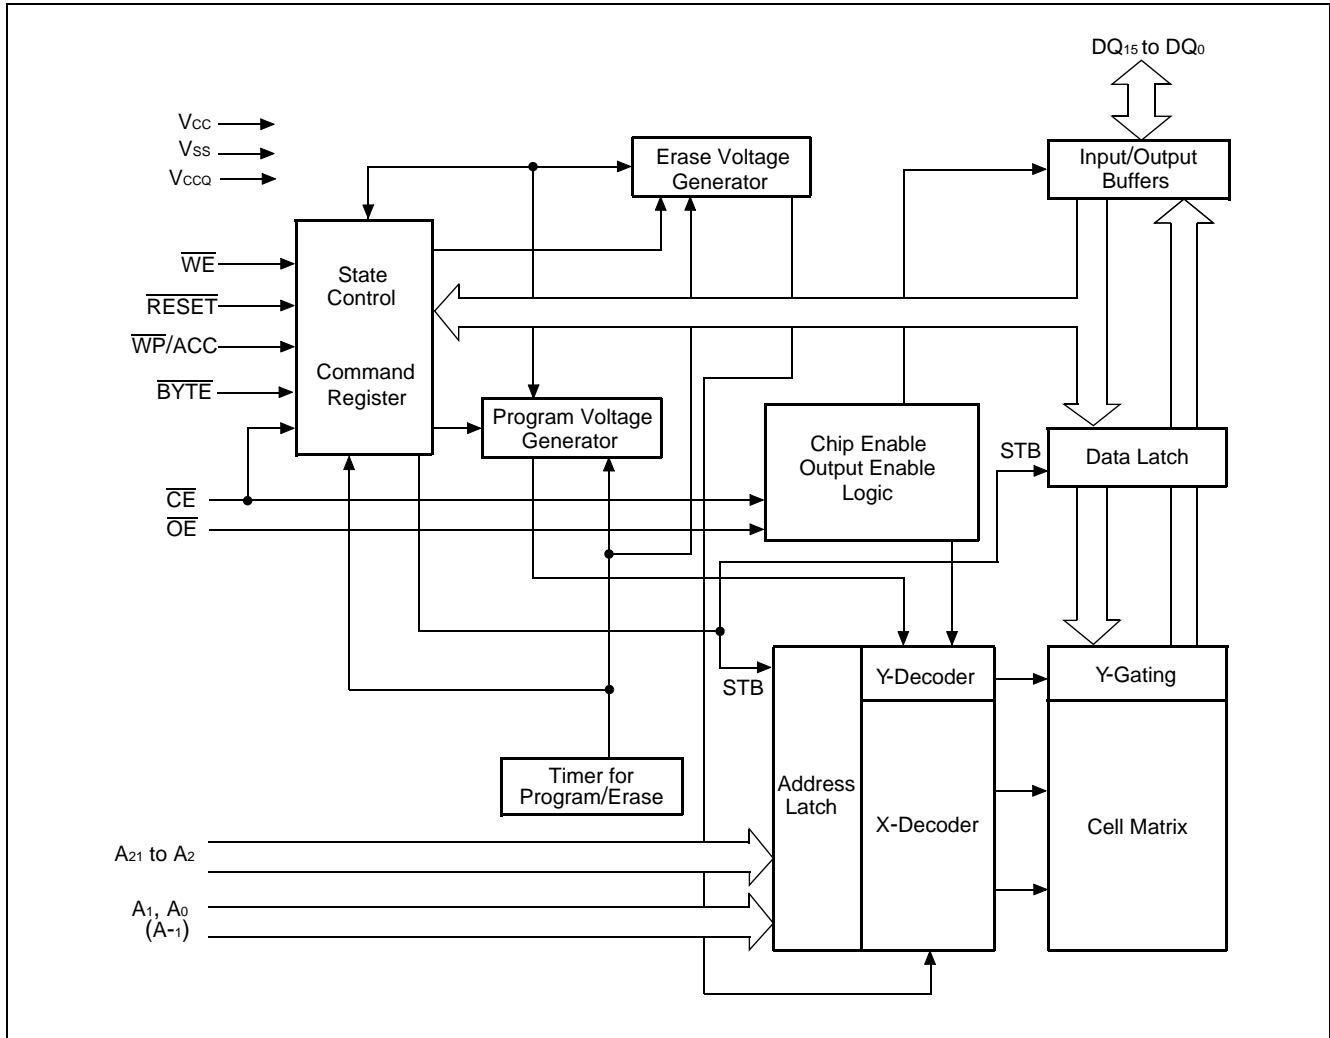 DQ15 to DQ0
VCC
VSS
VCCQ
Erase Voltage
Generator
Input/Output
Buffers
WE
RESET
WP/ACC
BYTE
State
Control
Command
Register
Program Voltage
Generator
Chip Enable
Output Enable
Logic
STB
Data Latch
CE
OE
STB
Y-Decoder
Y-Gating
Timer for
Program/Erase
Address
Latch
X-Decoder
Cell Matrix
A21 to A2
A1, A0
(A-1)